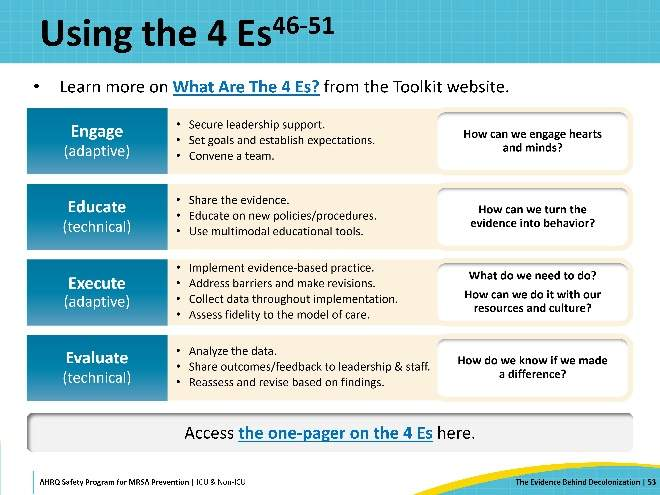 Using the 4 Es46-51
• Learn more on What Are The 4 Es? from the Toolkit website.
Engage
(adaptive)
• Secure leadership support.
• Set goals and establish expectations.
• Convene a team.
How can we engage hearts
and minds?
Educate
(technical)
• Share the evidence.
• Educate on new policies/procedures.
• Use multimodal educational tools.
How can we turn the
evidence into behavior?
Execute
(adaptive)
• Implement evidence-based practice.
• Address barriers and make revisions.
• Collect data throughout implementation.
• Assess fidelity to the model of care.
What do we need to do?
How can we do it with our
resources and culture?
Evaluate
(technical)
• Analyze the data.
• Share outcomes/feedback to leadership & staff.
• Reassess and revise based on findings.
How do we know if we made
a difference?
Access the one-pager on the 4 Es here.
AHRQ Safety Program for MRSA Prevention | ICU & Non-ICU
The Evidence Behind Decolonization | 53